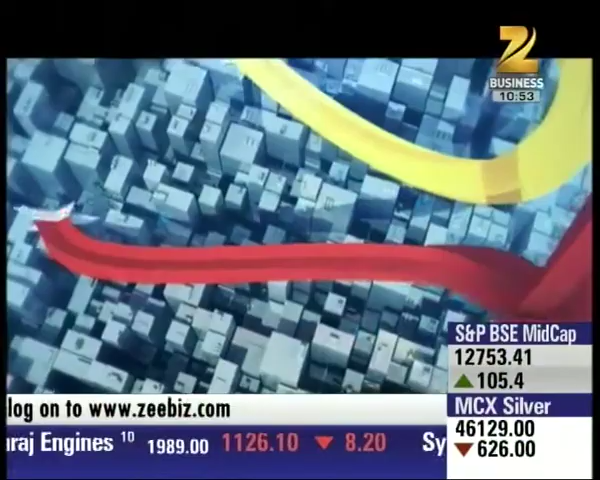 BUSINESS
10:53
S&P BSE MidCap
12753.41
105.4
log on to www.zeebiz.com
MCX Silver
46129.00
626.00
raj Engines 10 1989.00 1126.10 8.20 Sy